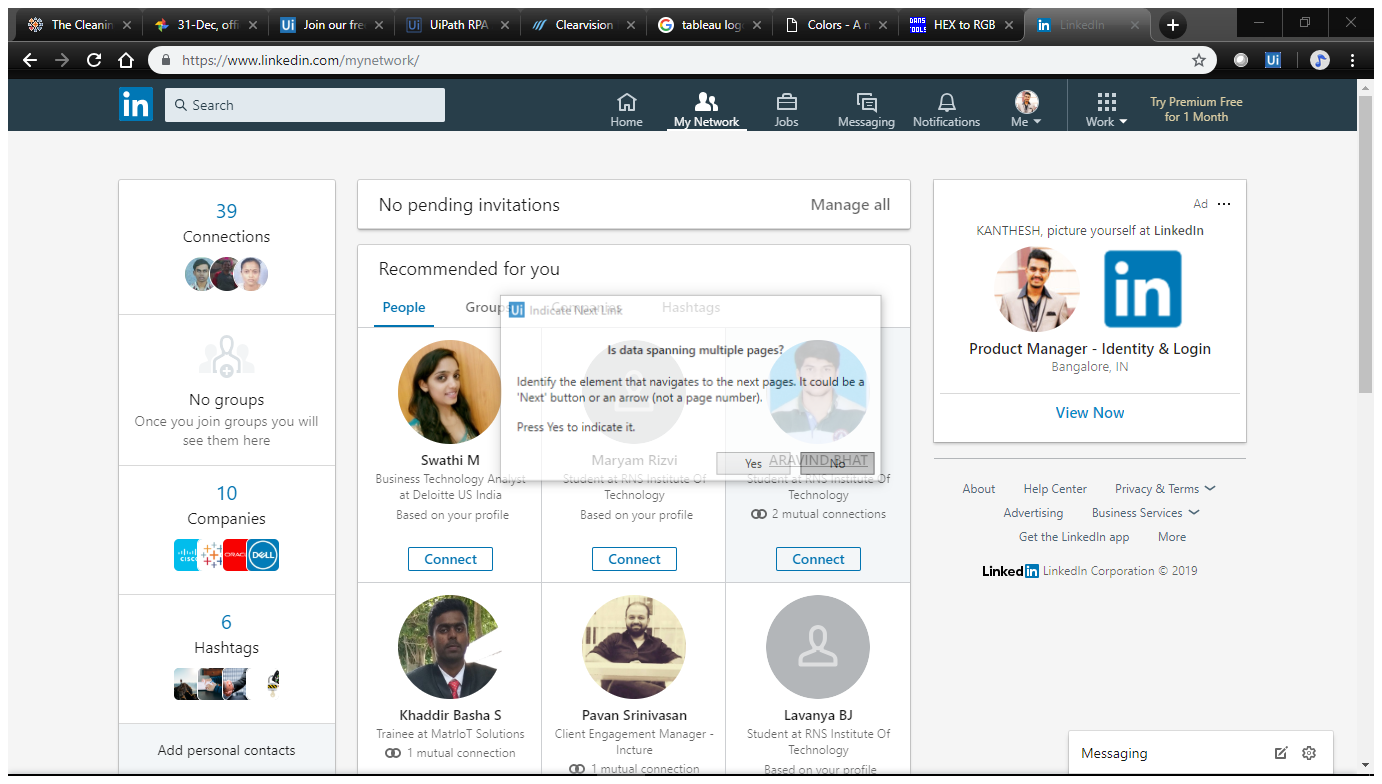 The Cleanin
31-Dec, offi
Join our fre
UiPath RPA
Clearvision
tableau log
Colors - A n
HEX to RGB
LinkedIn
https://www.linkedin.com/mynetwork/
Ui
in
Search
Home
My Network
Jobs
Messaging
Notifications
Me
Work
Try Premium Free
for 1 Month
39
Connections
No groups
Once you join groups you will
see them here
10
Companies
CISCO
ORACL
DELL
6
Hashtags
Add personal contacts
No pending invitations
Manage all
Recommended for you
People
Groups
Companies
Hashtags
Ui Indicate Next Link
Is data spanning multiple pages?
Identify the element that navigates to the next pages. It could be a
'Next' button or an arrow (not a page number).
Press Yes to indicate it.
Yes
No
Swathi M
Business Technology Analyst
at Deloitte US India
Based on your profile
Connect
Maryam Rizvi
Student at RNS Institute Of
Technology
Based on your profile
Connect
ARAVIND BHAT
Student at RNS Institute Of
Technology
2 mutual connections
Connect
Khaddir Basha S
Trainee at MatrIoT Solutions
1 mutual connection
Pavan Srinivasan
Client Engagement Manager -
Incture
1 mutual connection
Lavanya BJ
Student at RNS Institute Of
Technology
Based on your profile
Ad
KANTHESH, picture yourself at LinkedIn
in
Product Manager - Identity & Login
Bangalore, IN
View Now
About
Help Center
Privacy & Terms
Advertising
Business Services
Get the LinkedIn app
More
LinkedIn LinkedIn Corporation © 2019
Messaging